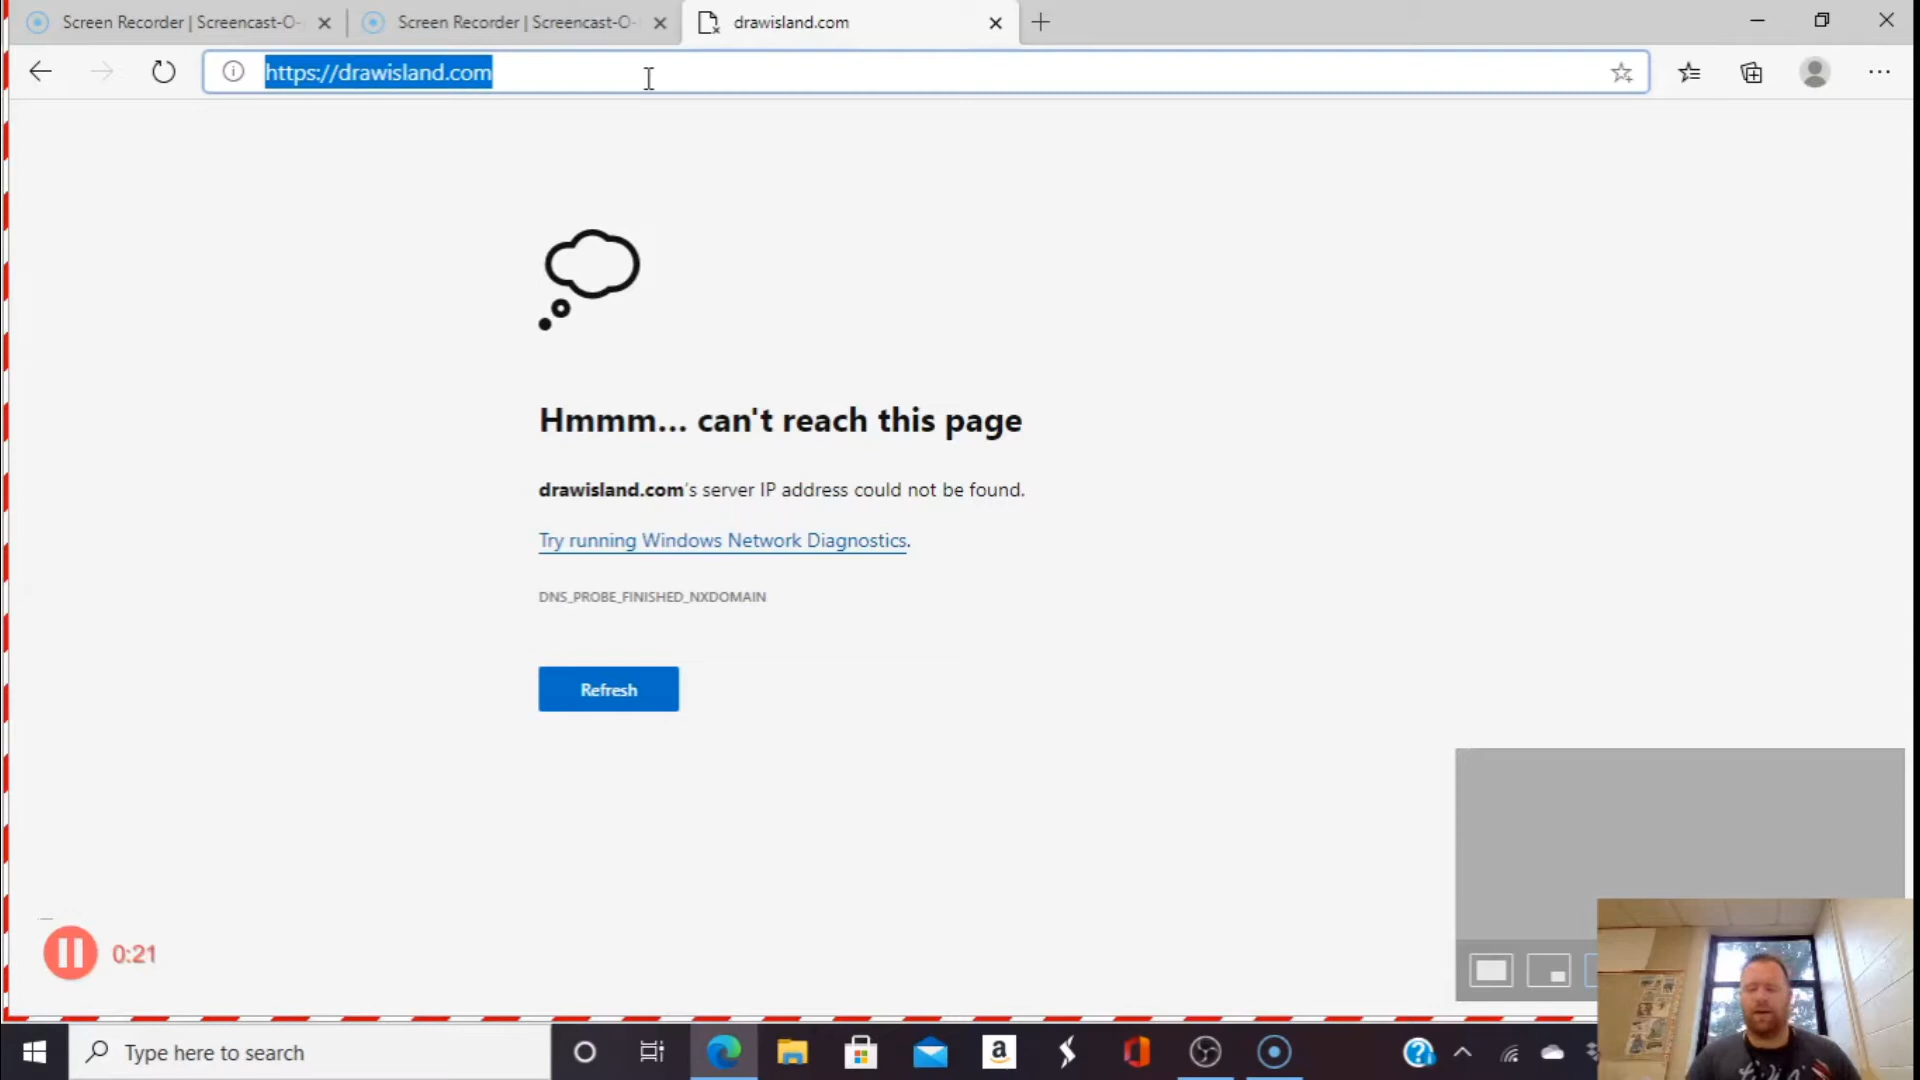 Screen Recorder | Screencast-O-
Screen Recorder | Screencast-O-
drawisland.com
https://drawisland.com
Hmmm... can't reach this page
drawisland.com's server IP address could not be found.
Try running Windows Network Diagnostics.
DNS_PROBE_FINISHED_NXDOMAIN
Refresh
0:21
Type here to search